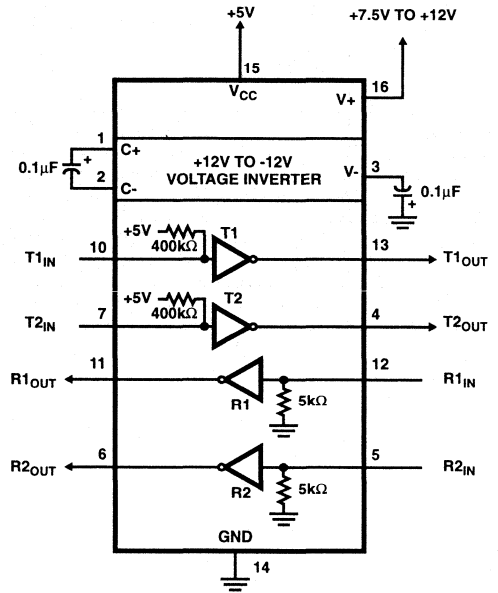 +5V
+7.5V TO +12V
15
VCC
16
V+
1
C+
+
0.1μF
2
C-
+12V TO -12V
VOLTAGE INVERTER
V-
3
0.1μF
+
+5V
400kΩ
T1
T1IN
10
13
T1OUT
+5V
400kΩ
T2
T2IN
7
4
T2OUT
R1OUT
11
R1
5kΩ
12
R1IN
R2OUT
6
R2
5kΩ
5
R2IN
GND
14